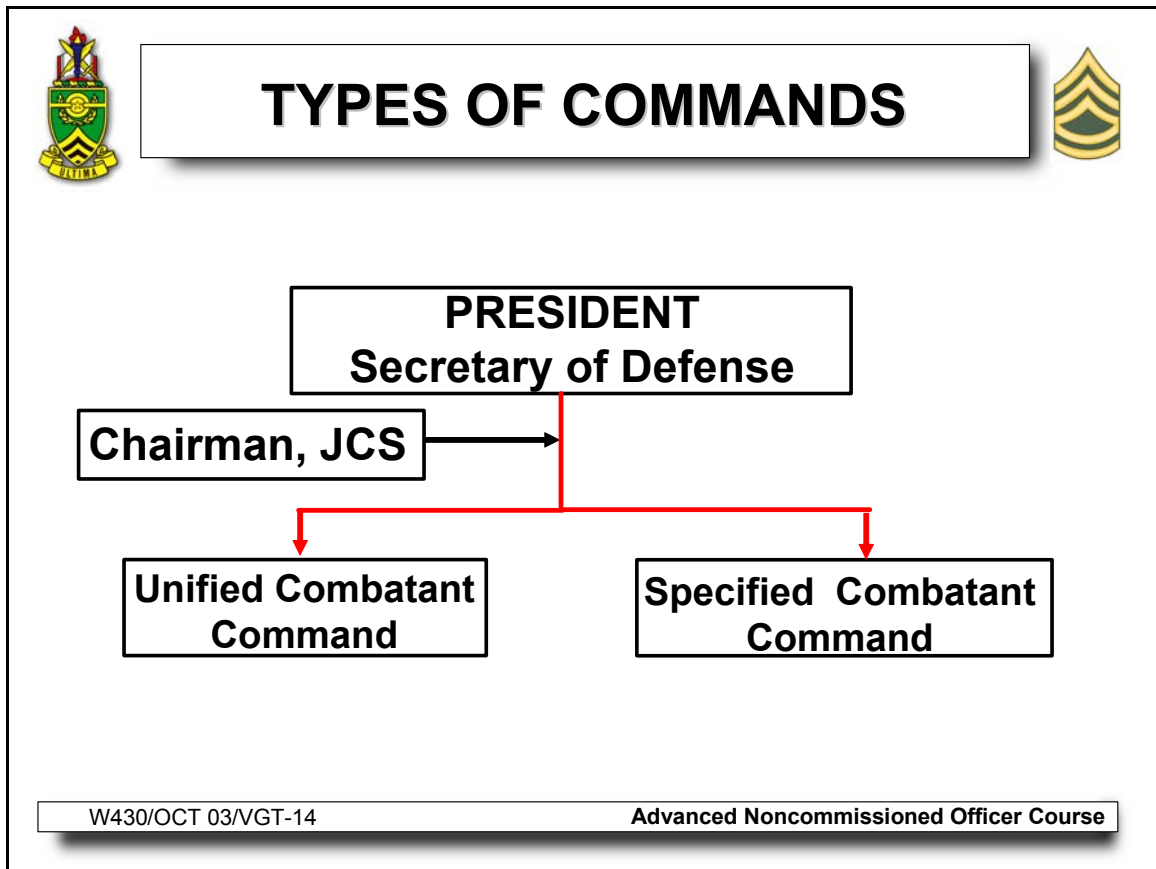 TYPES OF COMMANDS
ULTIMA
PRESIDENT
Secretary of Defense
Chairman, JCS
Unified Combatant
Command
Specified Combatant
Command
W430/OCT 03/VGT-14
Advanced Noncommissioned Officer Course